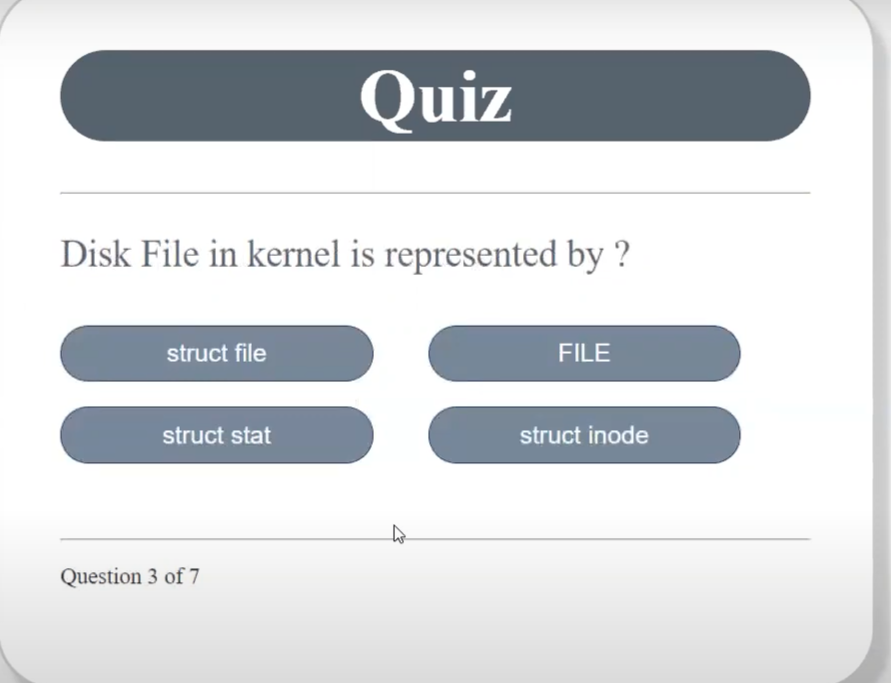 Quiz
Disk File in kernel is represented by ?
struct file
FILE
struct stat
struct inode
Question 3 of 7